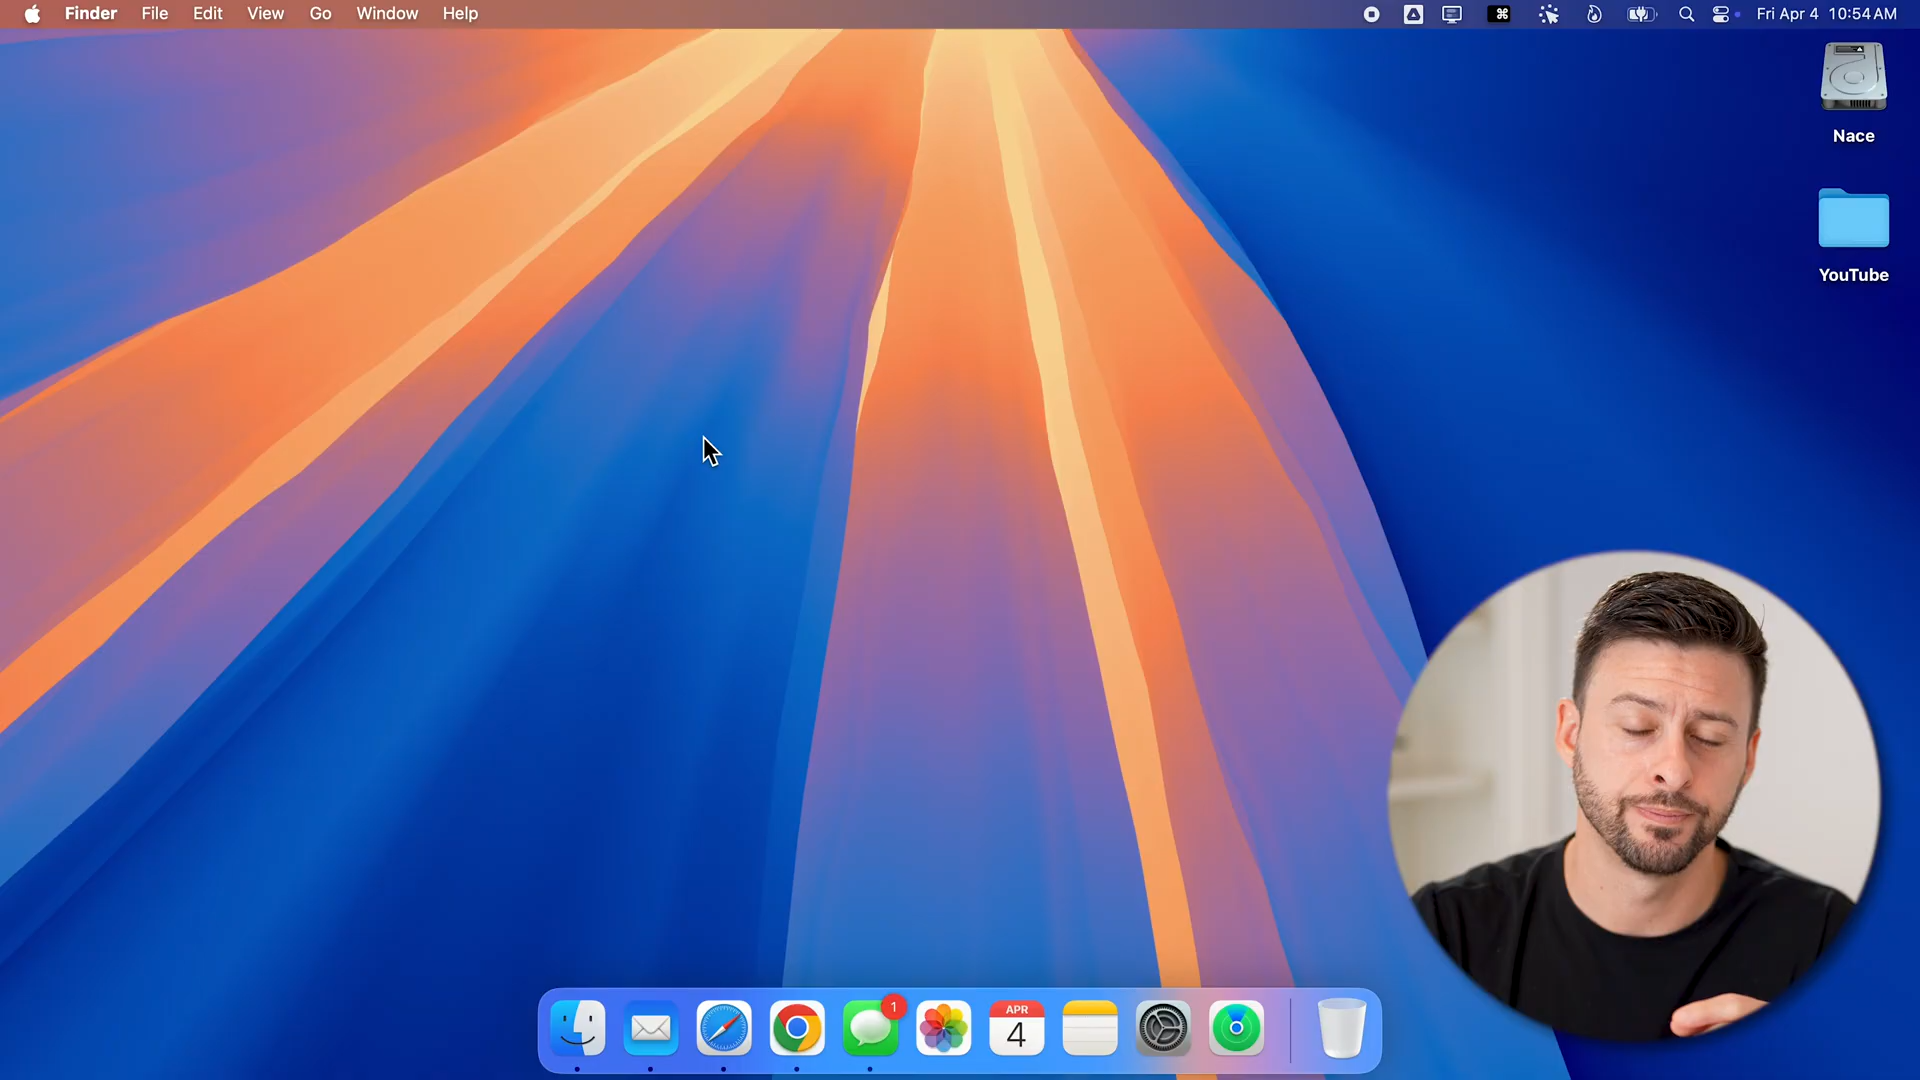 Finder File Edit View Go Window Help Fri Apr 4 10:54 AM
Nace
YouTube
1
APR
4